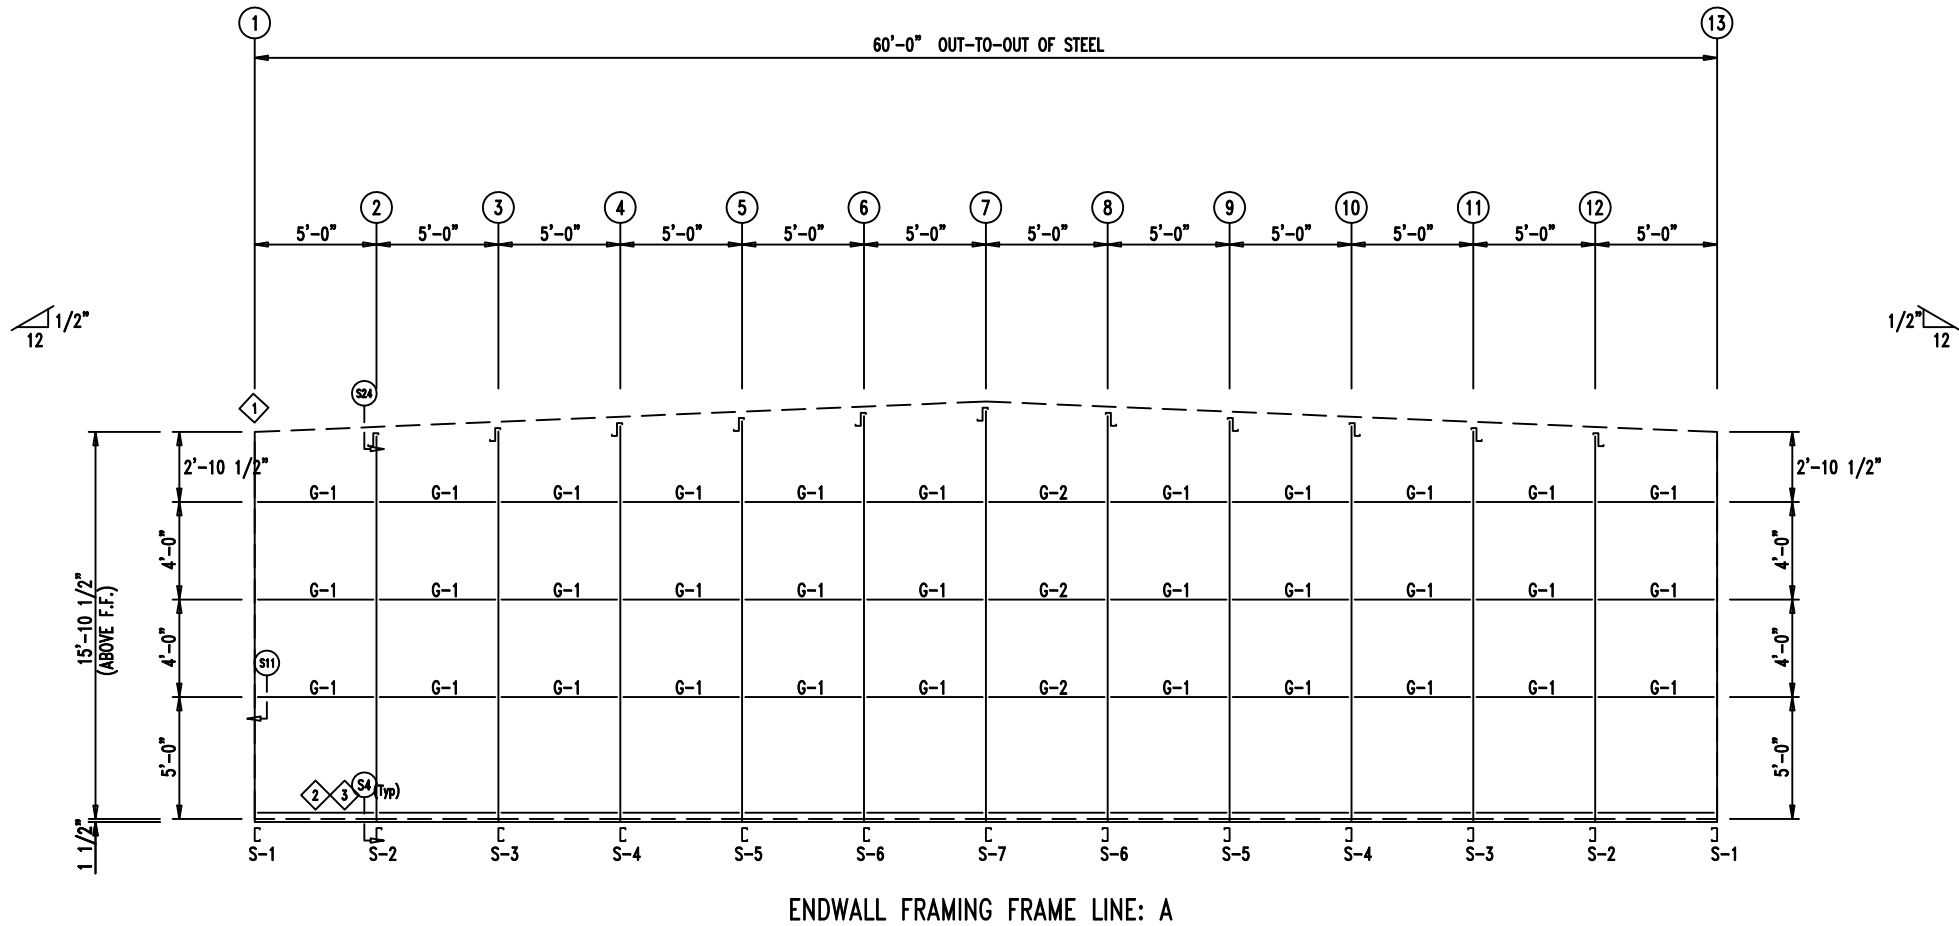 1 13
60'-0" OUT-TO-OUT OF STEEL
2 3 4 5 6 7 8 9 10 11 12
5'-0" 5'-0" 5'-0" 5'-0" 5'-0" 5'-0" 5'-0" 5'-0" 5'-0" 5'-0" 5'-0" 5'-0"
1/2" 1/2"
12 12
1 S24
2'-10 1/2" 2'-10 1/2"
G-1 G-1 G-1 G-1 G-1 G-1 G-2 G-1 G-1 G-1 G-1 G-1
4'-0" 4'-0"
G-1 G-1 G-1 G-1 G-1 G-1 G-2 G-1 G-1 G-1 G-1 G-1
15'-10 1/2"
(ABOVE F.F.)
4'-0" 4'-0"
S11
G-1 G-1 G-1 G-1 G-1 G-1 G-2 G-1 G-1 G-1 G-1 G-1
5'-0" 5'-0"
2 3 S4 (Typ)
1 1/2"
S-1 S-2 S-3 S-4 S-5 S-6 S-7 S-6 S-5 S-4 S-3 S-2 S-1
ENDWALL FRAMING FRAME LINE: A